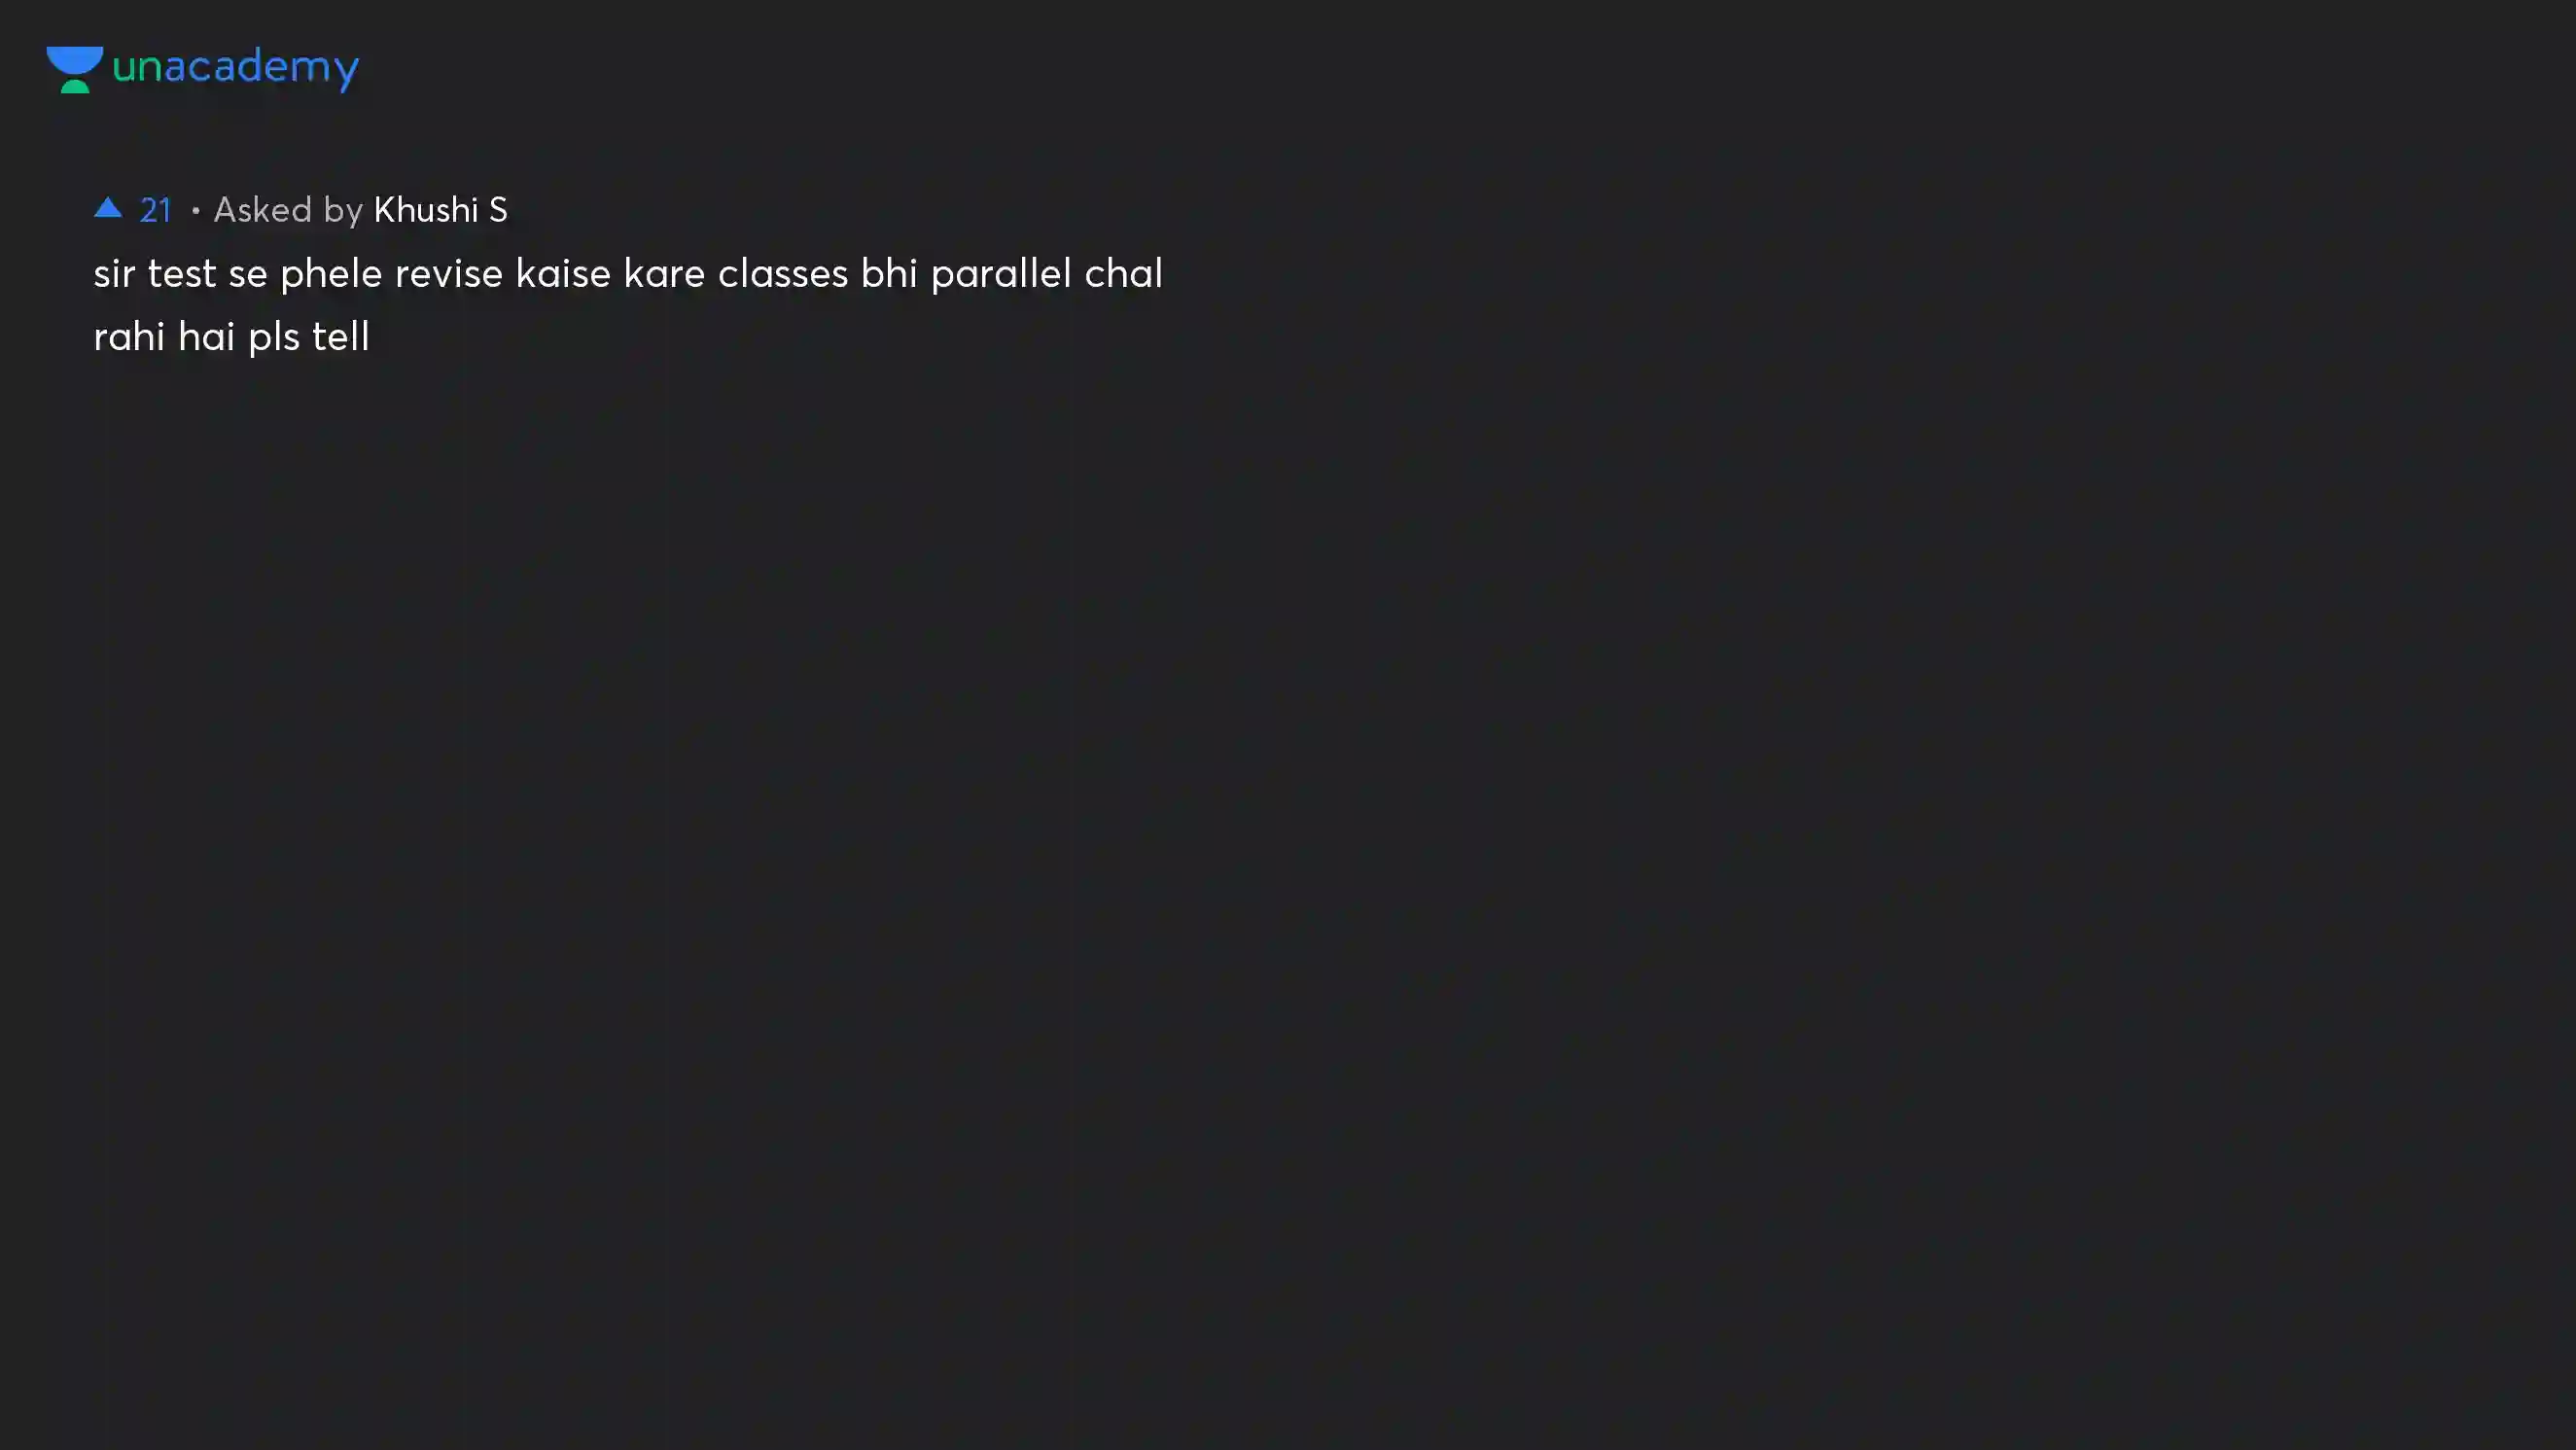 unacademy
▲ 21 • Asked by Khushi S
sir test se phele revise kaise kare classes bhi parallel chal
rahi hai pls tell